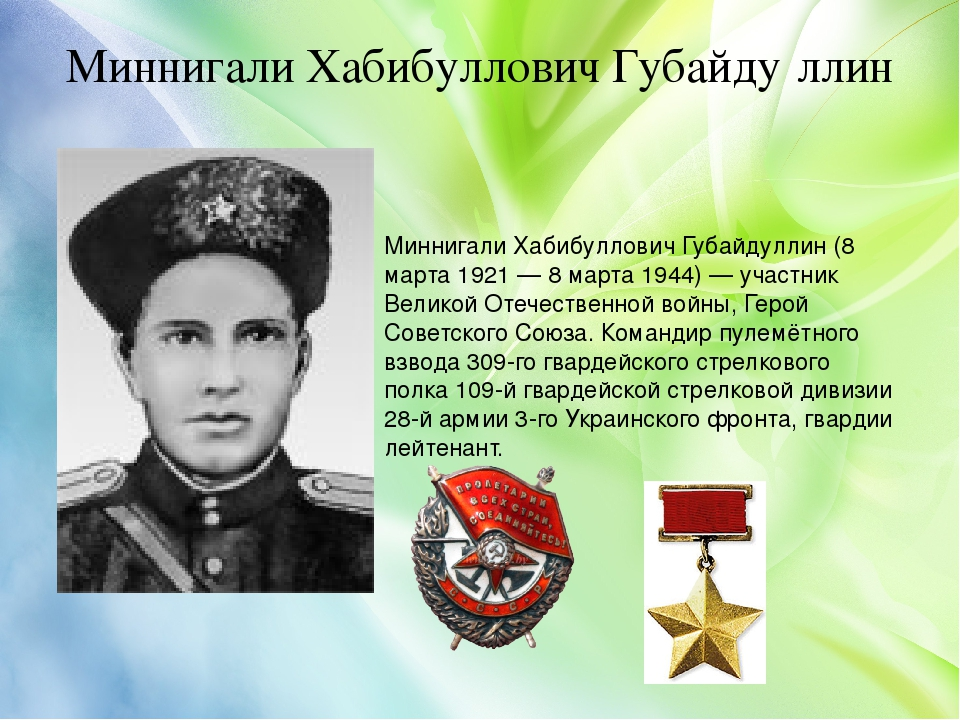 Миннигали Хабибуллович Губайду ллин
Миннигали Хабибуллович Губайдуллин (8
марта 1921 — 8 марта 1944) — участник
Великой Отечественной войны, Герой
Советского Союза. Командир пулемётного
взвода 309-го гвардейского стрелкового
полка 109-й гвардейской стрелковой дивизии
28-й армии 3-го Украинского фронта, гвардии
лейтенант.
ПРОЛЕТАРИИ
ВСЕХ СТРАН,
СОЕДИНЯЙТЕСЬ!
С·С·С·Р